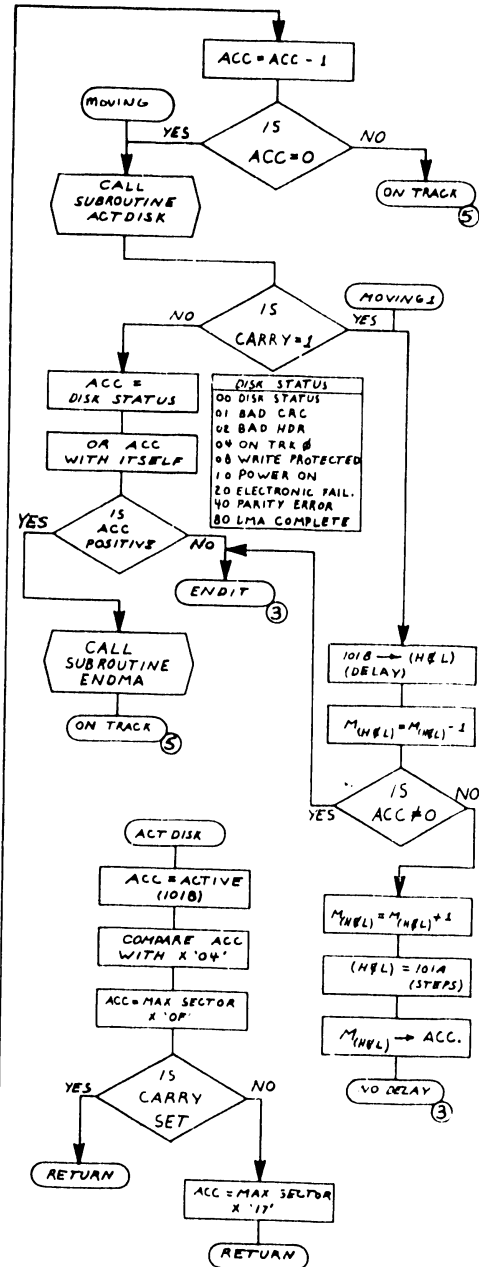 ACC = ACC - 1
MOVING
IS
ACC = 0
YES
NO
CALL
SUBROUTINE
ACTDISK
ON TRACK
5
IS
CARRY = 1
NO
YES
MOVING1
ACC =
DISK STATUS
OR ACC
WITH ITSELF
DISK STATUS
00 DISK STATUS
01 BAD CRC
02 BAD HDR
04 ON TRK Ø
08 WRITE PROTECTED
10 POWER ON
20 ELECTRONIC FAIL.
40 PARITY ERROR
80 LMA COMPLETE
YES
IS
ACC
POSITIVE
NO
ENDIT
3
CALL
SUBROUTINE
ENDMA
ON TRACK
5
101B → (H&L)
(DELAY)
M(H&L) = M(H&L) - 1
IS
ACC ≠ 0
YES
NO
M(H&L) = M(H&L) + 1
(H&L) = 101A
(STEPS)
M(H&L) → ACC.
NO DELAY
3
ACT DISK
ACC = ACTIVE
(101B)
COMPARE ACC
WITH X '04'
ACC = MAX SECTOR
X 'OF'
IS
CARRY
SET
YES
NO
RETURN
ACC = MAX SECTOR
X '17'
RETURN